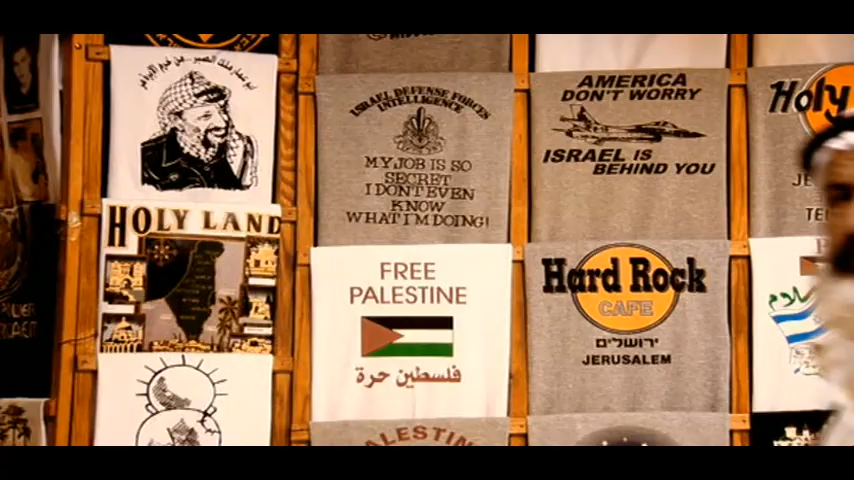 HOLY LAND
ISRAEL DEFENSE FORCES
INTELLIGENCE
MY JOB IS SO
SECRET
I DON'T EVEN
KNOW
WHAT I'M DOING!
AMERICA
DON'T WORRY
ISRAEL IS
BEHIND YOU
Holy
FREE
PALESTINE
فلسطين حرة
Hard Rock
CAFE
ירושלים
JERUSALEM
שלום